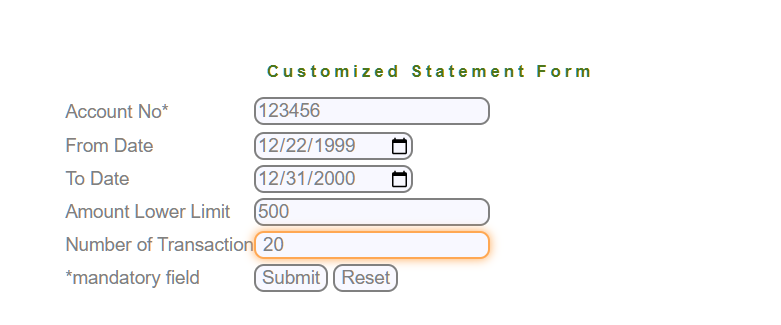 Customized Statement Form
Account No* 123456
From Date 12/22/1999
To Date 12/31/2000
Amount Lower Limit 500
Number of Transaction 20
*mandatory field Submit Reset